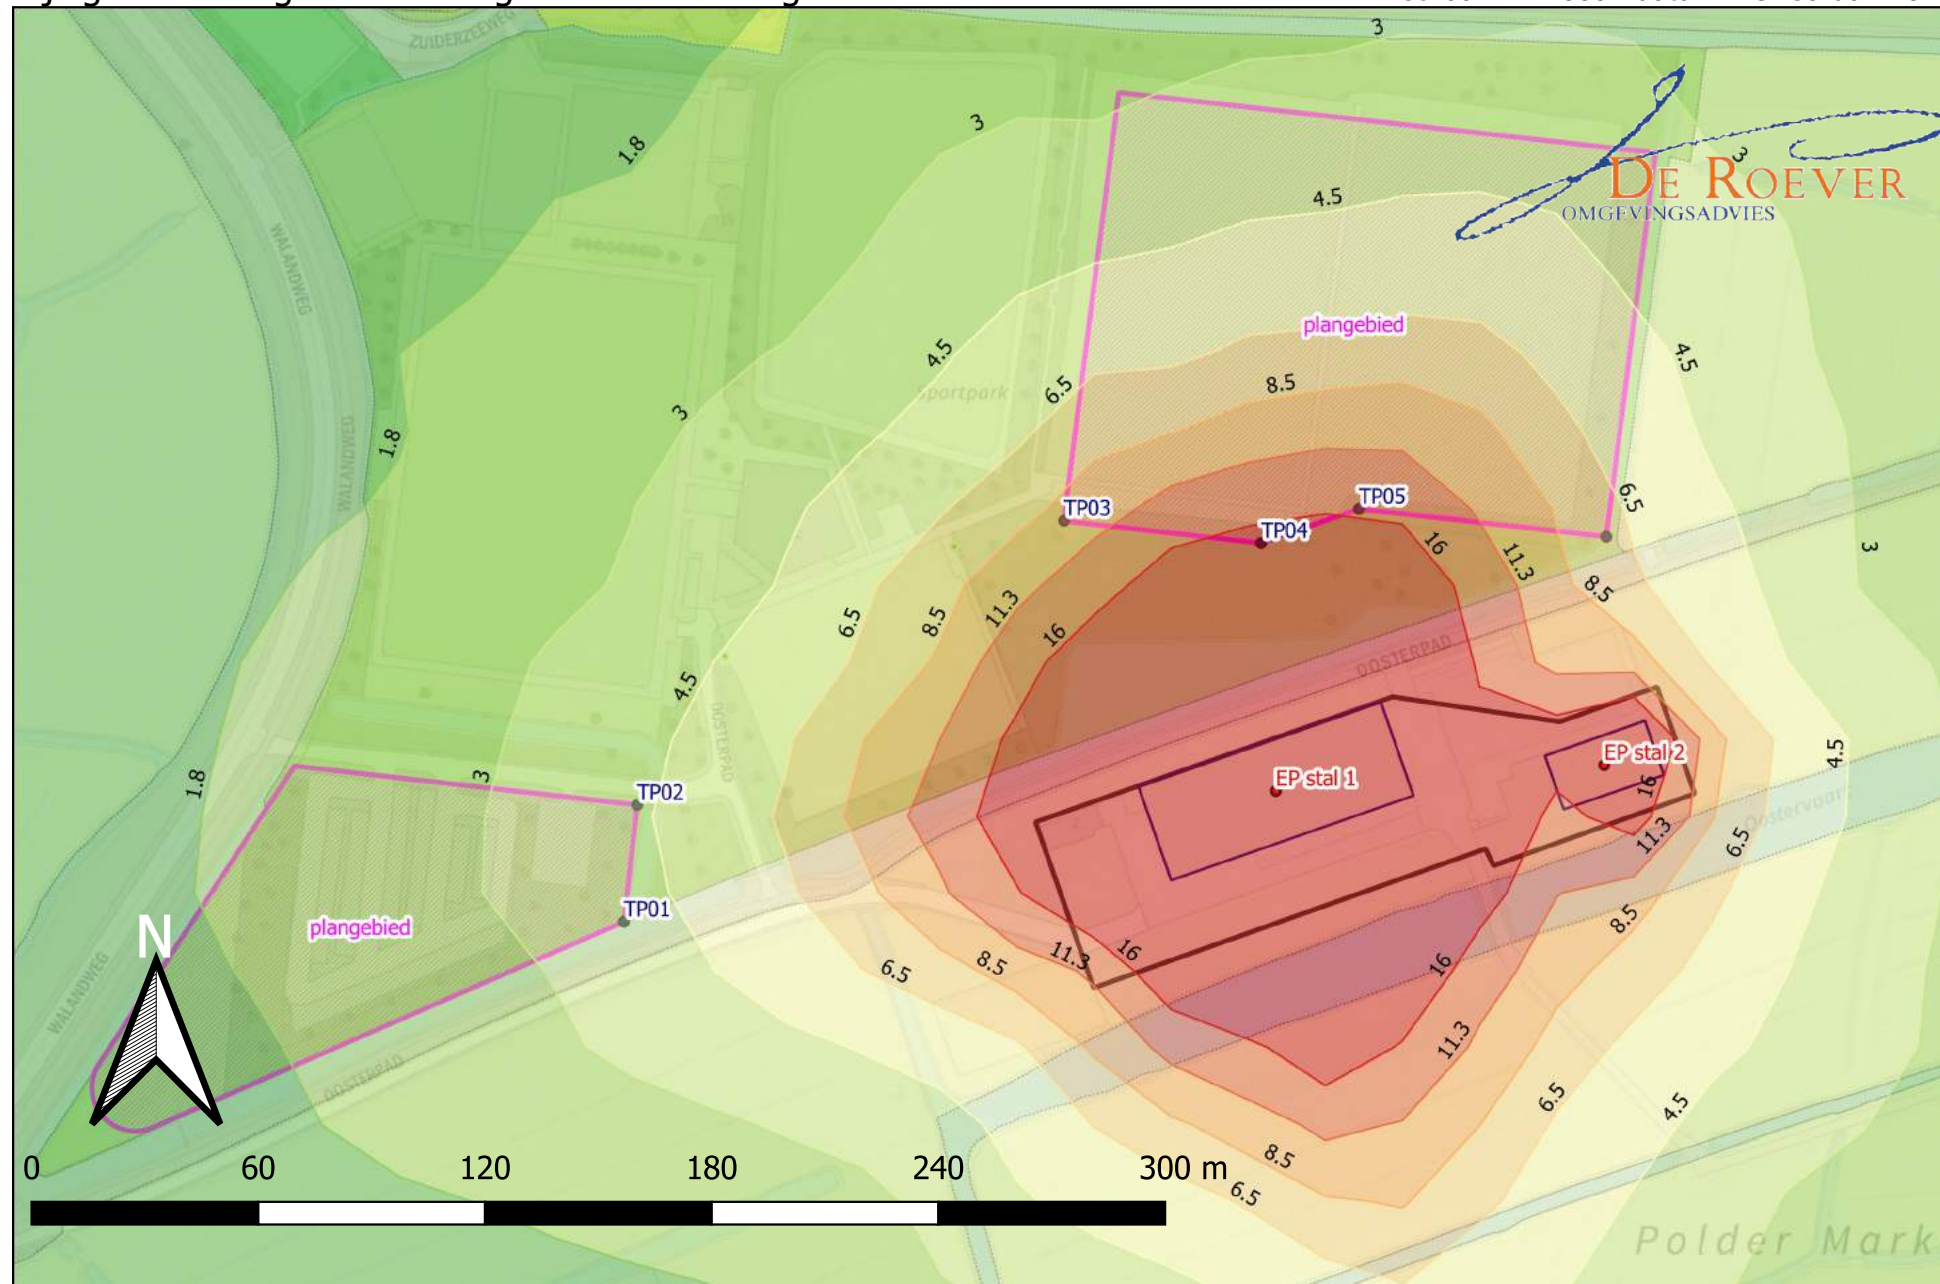 ZUIDERZEEWEG
3
1.8
3
3
DE ROEVER
OMGEVINGSADVIES
4.5
WALANDWEG
plangebied
4.5
4.5
6.5
8.5
Sportpark
3
1.8
WALANDWEG
TP03
TP05
6.5
TP04
16
11.3
3
8.5
6.5
8.5
11.3
16
OOSTERPAD
4.5
OOSTERPAD
EP stal 2
4.5
EP stal 1
16
1.8
3
TP02
Oostervaart
11.3
6.5
TP01
plangebied
8.5
N
16
11.3
8.5
6.5
16
WALANDWEG
11.3
OOSTERPAD
6.5
4.5
8.5
6.5
0 60 120 180 240 300 m
Polder Mark